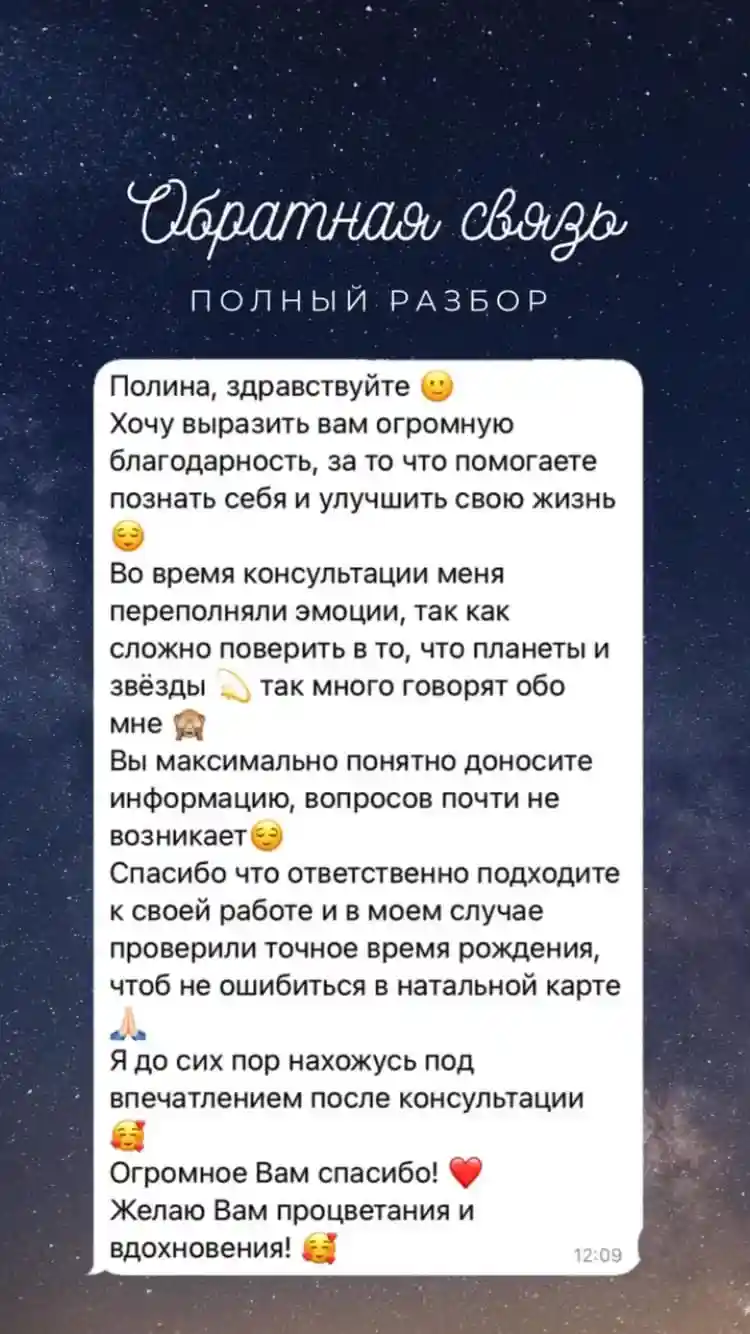 Обратная связь
ПОЛНЫЙ РАЗБОР
Полина, здравствуйте 🙂
Хочу выразить вам огромную
благодарность, за то что помогаете
познать себя и улучшить свою жизнь
😌
Во время консультации меня
переполняли эмоции, так как
сложно поверить в то, что планеты и
звёзды 💫 так много говорят обо
мне 🙈
Вы максимально понятно доносите
информацию, вопросов почти не
возникает😌
Спасибо что ответственно подходите
к своей работе и в моем случае
проверили точное время рождения,
чтоб не ошибиться в натальной карте
🙏🏻
Я до сих пор нахожусь под
впечатлением после консультации
🥰
Огромное Вам спасибо! ❤️
Желаю Вам процветания и
вдохновения! 🥰
12:09